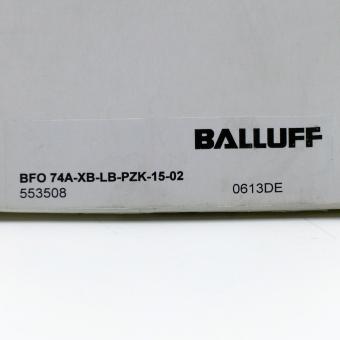 BALLUFF
BFO 74A-XB-LB-PZK-15-02
553508 0613DE